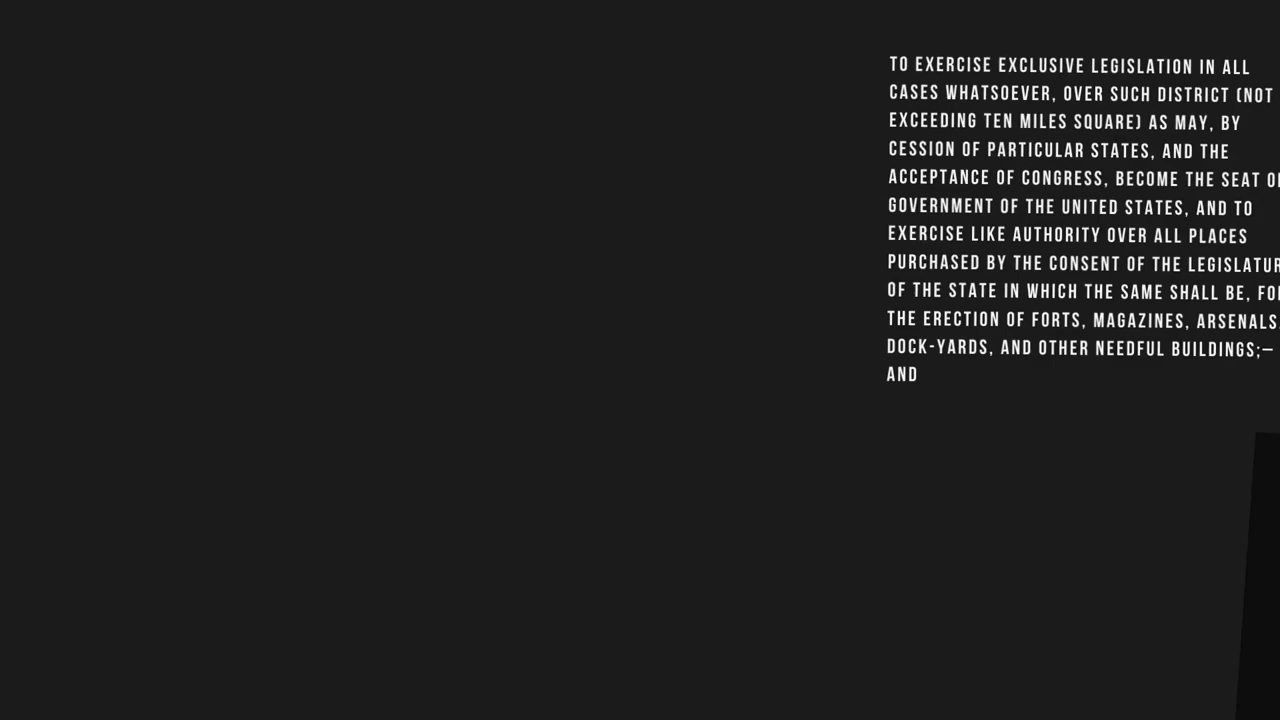 TO EXERCISE EXCLUSIVE LEGISLATION IN ALL
CASES WHATSOEVER, OVER SUCH DISTRICT (NOT
EXCEEDING TEN MILES SQUARE) AS MAY, BY
CESSION OF PARTICULAR STATES, AND THE
ACCEPTANCE OF CONGRESS, BECOME THE SEAT OF
GOVERNMENT OF THE UNITED STATES, AND TO
EXERCISE LIKE AUTHORITY OVER ALL PLACES
PURCHASED BY THE CONSENT OF THE LEGISLATUR
OF THE STATE IN WHICH THE SAME SHALL BE, FOR
THE ERECTION OF FORTS, MAGAZINES, ARSENALS,
DOCK-YARDS, AND OTHER NEEDFUL BUILDINGS;—
AND